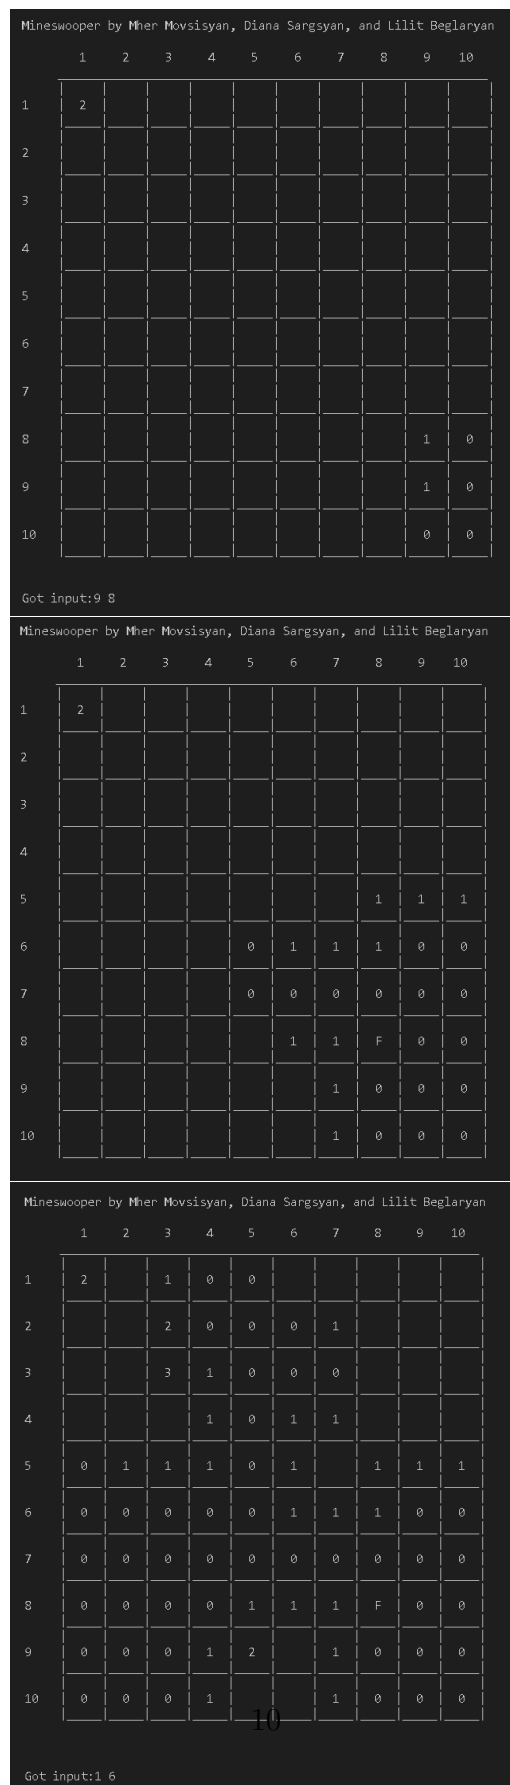 Mineswooper by Mher Movsisyan, Diana Sargsyan, and Lilit Beglaryan
1 2 3 4 5 6 7 8 9 10
1 2
2
3
4
5
6
7
8 1 0
9 1 0
10 0 0
Got input:9 8
Mineswooper by Mher Movsisyan, Diana Sargsyan, and Lilit Beglaryan
1 2 3 4 5 6 7 8 9 10
1 2
2
3
4
5 1 1 1
6 0 1 1 1 0 0
7 0 0 0 0 0 0
8 1 1 F 0 0
9 1 0 0 0
10 1 0 0 0
Mineswooper by Mher Movsisyan, Diana Sargsyan, and Lilit Beglaryan
1 2 3 4 5 6 7 8 9 10
1 2 1 0 0
2 2 0 0 0 1
3 3 1 0 0 0
4 1 0 1 1
5 0 1 1 1 0 1 1 1 1
6 0 0 0 0 0 1 1 1 0 0
7 0 0 0 0 0 0 0 0 0 0
8 0 0 0 0 1 1 1 F 0 0
9 0 0 0 1 2 1 0 0 0
10 0 0 0 1 1 0 0 0
10
Got input:1 6